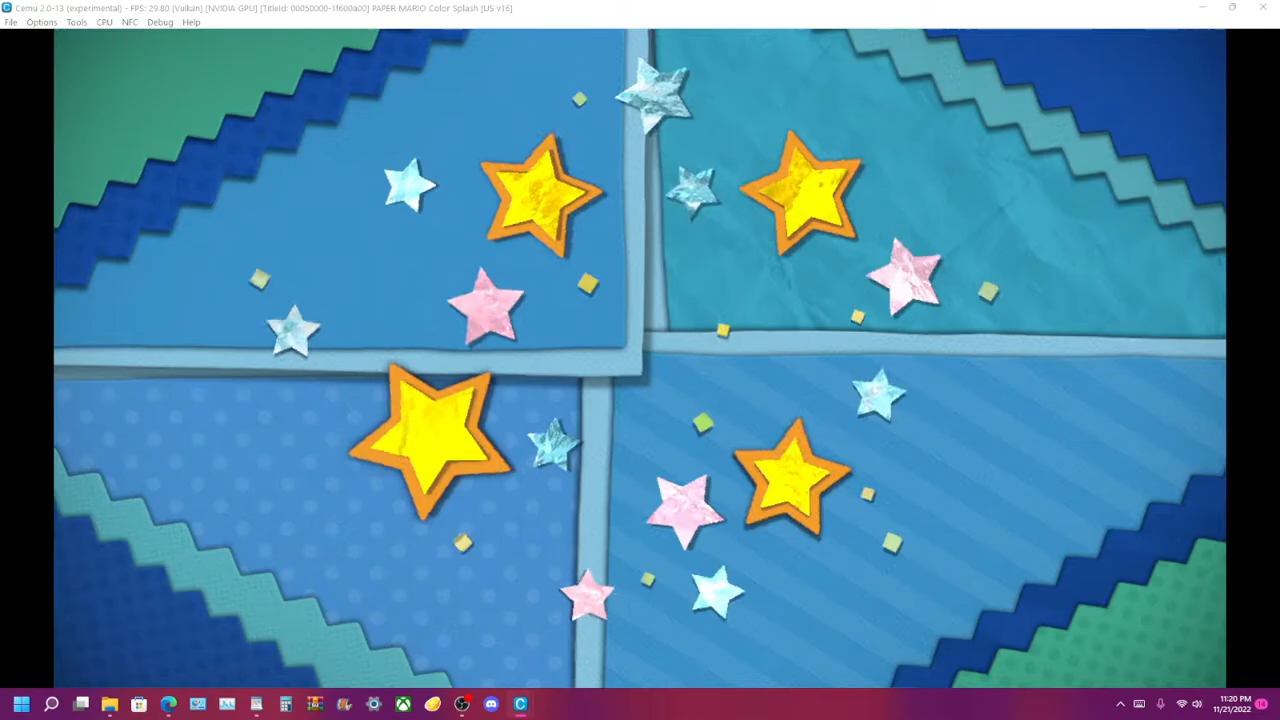 Cemu 2.0-13 (experimental) - FPS: 29.80 [Vulkan] [NVIDIA GPU] [TitleId: 00050000-1f600a00] PAPER MARIO Color Splash [US v16]
File Options Tools CPU NFC Debug Help
11:20 PM
11/21/2022
14